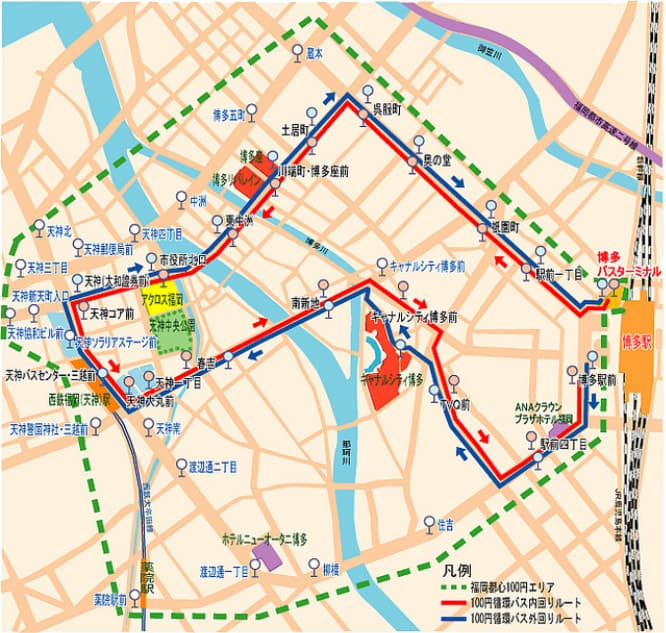 蔵本
御笠川
福岡都市高速二号線
博多五町
呉服町
土居町
博多座
博多リバレイン
川端町・博多座前
奥の堂
中洲
東中洲
祇園町
博多川
天神北
天神四丁目
天神郵便局前
天神三丁目
市役所北口
キャナルシティ博多前
駅前一丁目
博多
バスターミナル
天神(大和證券前)
天神新天町入口
アクロス福岡
天神コア前
南新地
天神中央公園
キャナルシティ博多前
天神協和ビル前
天神ソラリアステージ前
博多駅
春吉
天神バスセンター・三越前
天神一丁目
キャナルシティ博多
博多駅前
西鉄福岡(天神)駅
天神大丸前
TVQ前
ANAクラウン
プラザホテル福岡
天神警固神社・三越前
天神南
駅前四丁目
那珂川
渡辺通二丁目
西鉄大牟田線
住吉
JR鹿児島本線
ホテルニューオータニ博多
渡辺通一丁目
柳橋
薬院駅
薬院駅前
凡例
福岡都心100円エリア
100円循環バス内回りルート
100円循環バス外回りルート